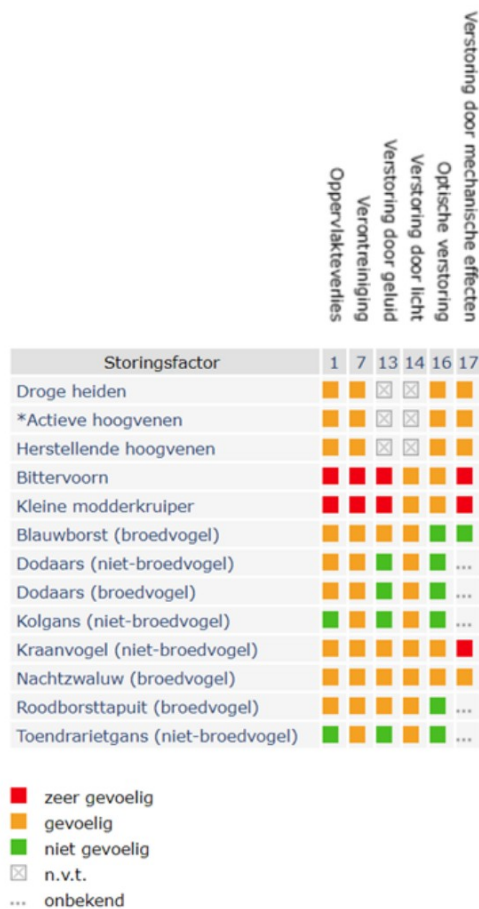 Oppervlakteverlies
Verontreiniging
Verstoring door geluid
Verstoring door licht
Optische verstoring
Verstoring door mechanische effecten
Storingsfactor 1 7 13 14 16 17
Droge heiden
*Actieve hoogvenen
Herstellende hoogvenen
Bittervoorn
Kleine modderkruiper
Blauwborst (broedvogel)
Dodaars (niet-broedvogel) ...
Dodaars (broedvogel) ...
Kolgans (niet-broedvogel) ...
Kraanvogel (niet-broedvogel)
Nachtzwaluw (broedvogel)
Roodborsttapuit (broedvogel) ...
Toendrarietgans (niet-broedvogel) ...
zeer gevoelig
gevoelig
niet gevoelig
n.v.t.
... onbekend